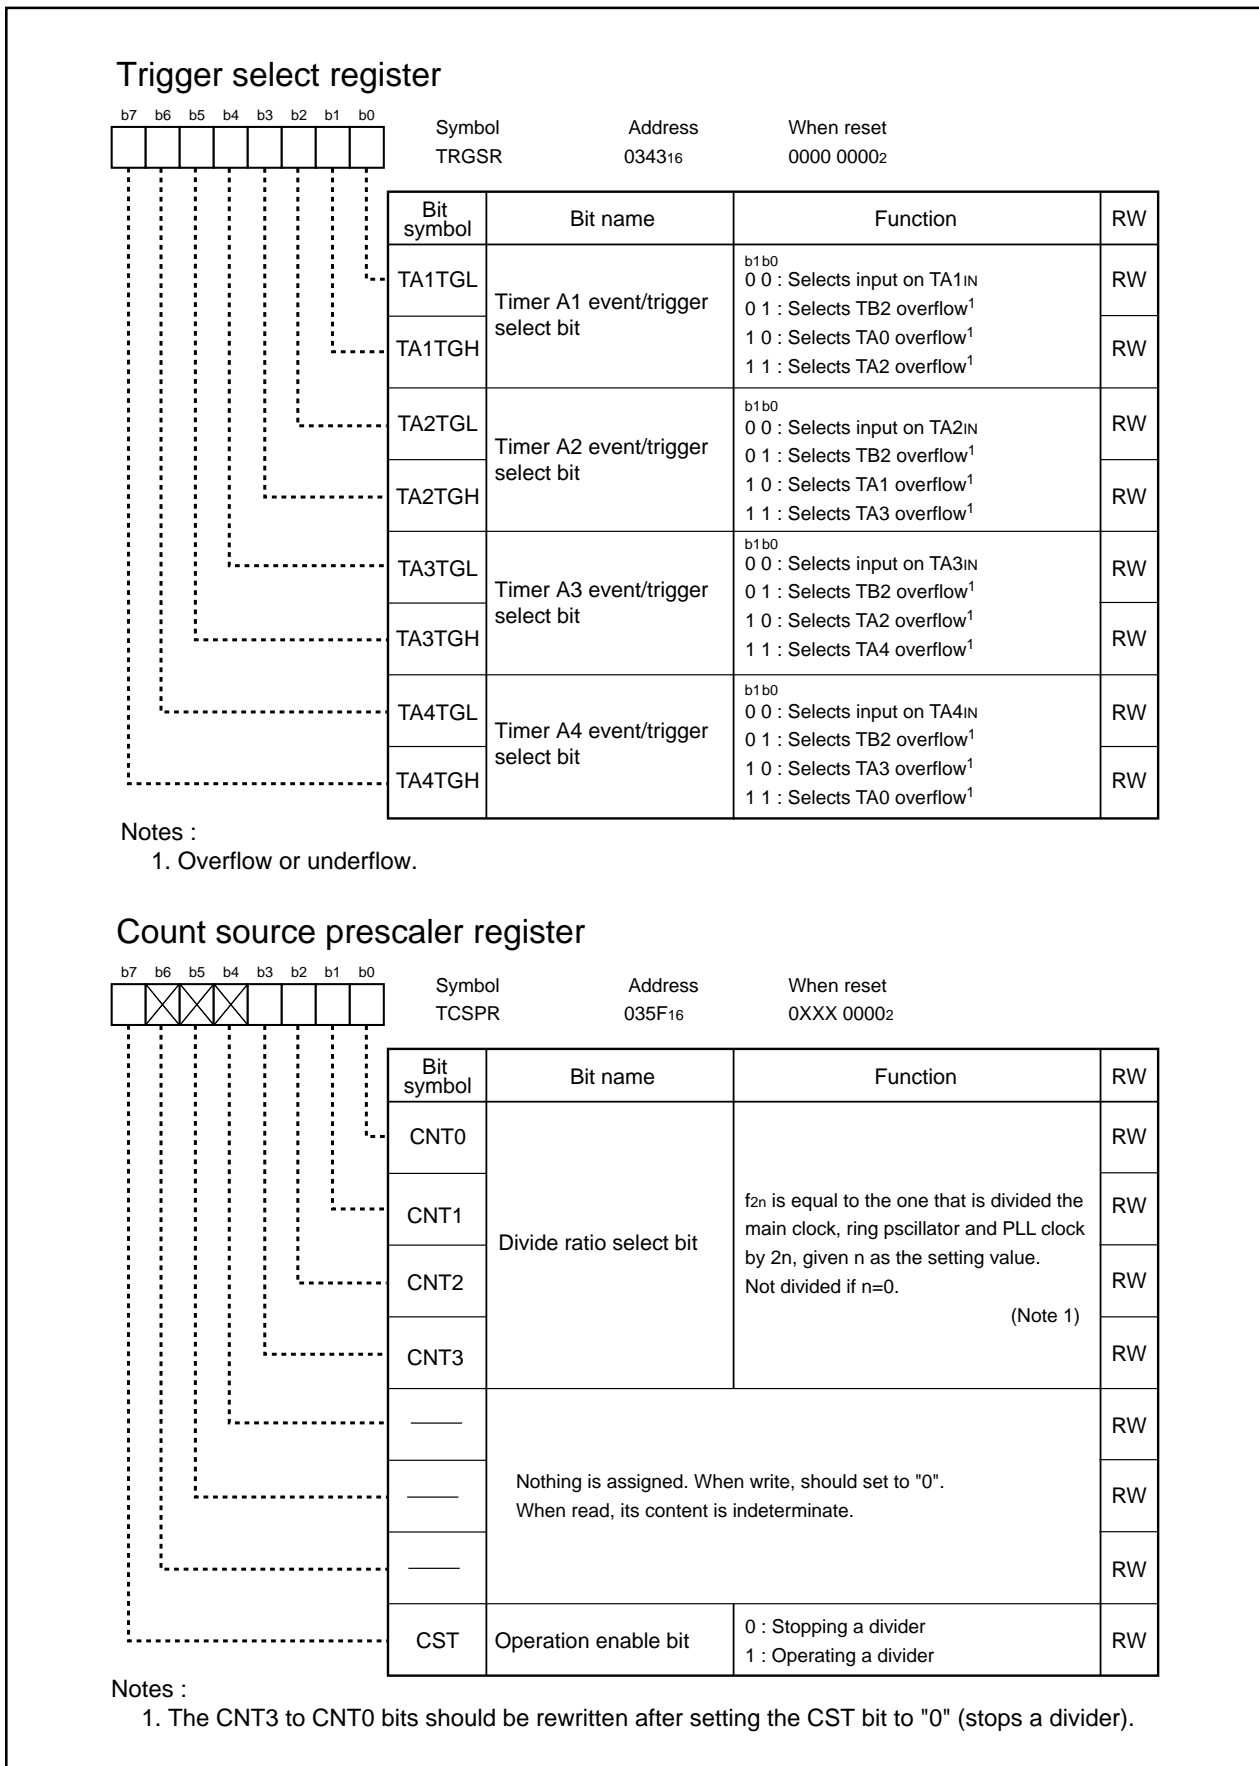 Trigger select register
b7 b6 b5 b4 b3 b2 b1 b0
Symbol Address When reset
TRGSR 034316 0000 00002
Bit symbol Bit name Function RW
TA1TGL RW
TA1TGH RW
Timer A1 event/trigger
select bit
b1b0
0 0 : Selects input on TA1IN
0 1 : Selects TB2 overflow1
1 0 : Selects TA0 overflow1
1 1 : Selects TA2 overflow1
TA2TGL RW
TA2TGH RW
Timer A2 event/trigger
select bit
b1b0
0 0 : Selects input on TA2IN
0 1 : Selects TB2 overflow1
1 0 : Selects TA1 overflow1
1 1 : Selects TA3 overflow1
TA3TGL RW
TA3TGH RW
Timer A3 event/trigger
select bit
b1b0
0 0 : Selects input on TA3IN
0 1 : Selects TB2 overflow1
1 0 : Selects TA2 overflow1
1 1 : Selects TA4 overflow1
TA4TGL RW
TA4TGH RW
Timer A4 event/trigger
select bit
b1b0
0 0 : Selects input on TA4IN
0 1 : Selects TB2 overflow1
1 0 : Selects TA3 overflow1
1 1 : Selects TA0 overflow1
Notes :
1. Overflow or underflow.
Count source prescaler register
b7 b6 b5 b4 b3 b2 b1 b0
Symbol Address When reset
TCSPR 035F16 0XXX 00002
Bit symbol Bit name Function RW
CNT0 RW
CNT1 RW
CNT2 RW
CNT3 RW
Divide ratio select bit
f2n is equal to the one that is divided the
main clock, ring pscillator and PLL clock
by 2n, given n as the setting value.
Not divided if n=0.
(Note 1)
RW
RW
RW
Nothing is assigned. When write, should set to "0".
When read, its content is indeterminate.
CST Operation enable bit RW
0 : Stopping a divider
1 : Operating a divider
Notes :
1. The CNT3 to CNT0 bits should be rewritten after setting the CST bit to "0" (stops a divider).